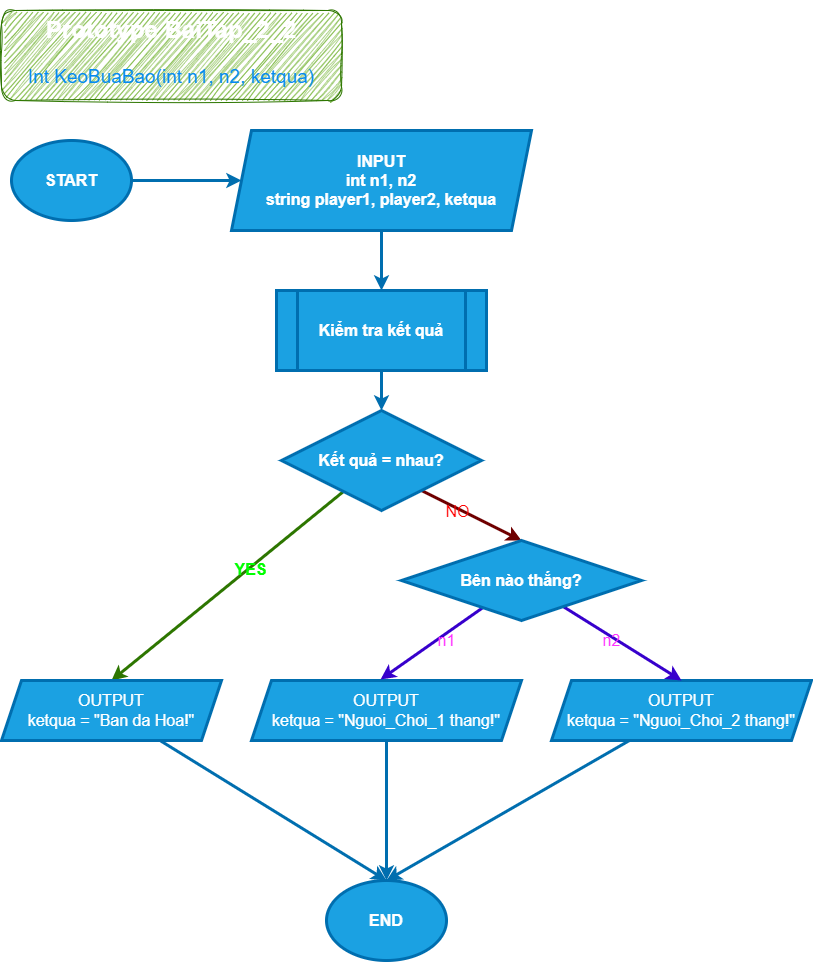 Prototype BaiTap_2_2
Int KeoBuaBao(int n1, n2, ketqua)
START
INPUT
int n1, n2
string player1, player2, ketqua
Kiểm tra kết quả
Kết quả = nhau?
NO
YES
Bên nào thắng?
n1
n2
OUTPUT
ketqua = "Ban da Hoa!"
OUTPUT
ketqua = "Nguoi_Choi_1 thang!"
OUTPUT
ketqua = "Nguoi_Choi_2 thang!"
END